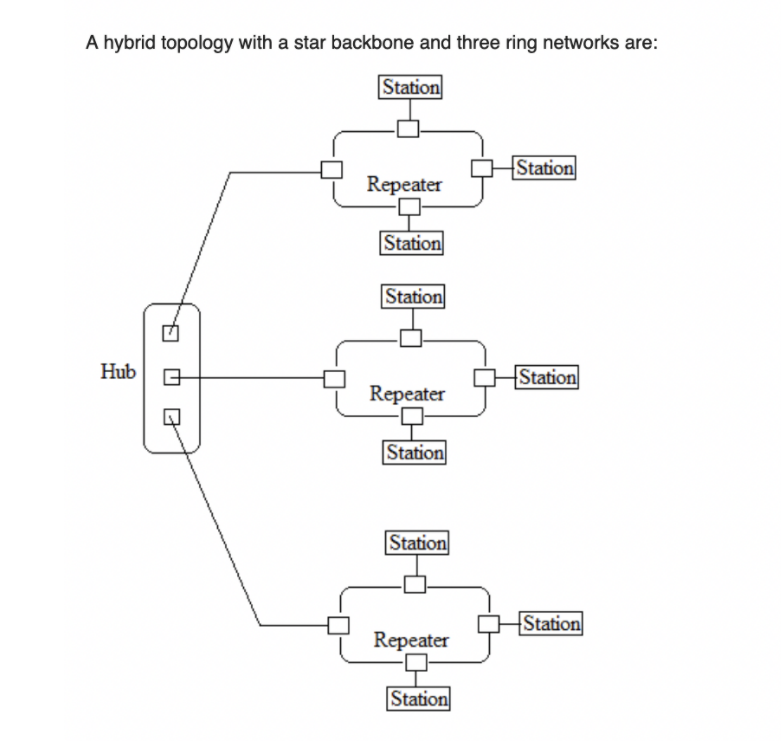 A hybrid topology with a star backbone and three ring networks are:
Station
Station
Repeater
Station
Station
Hub
Station
Repeater
Station
Station
Station
Repeater
Station